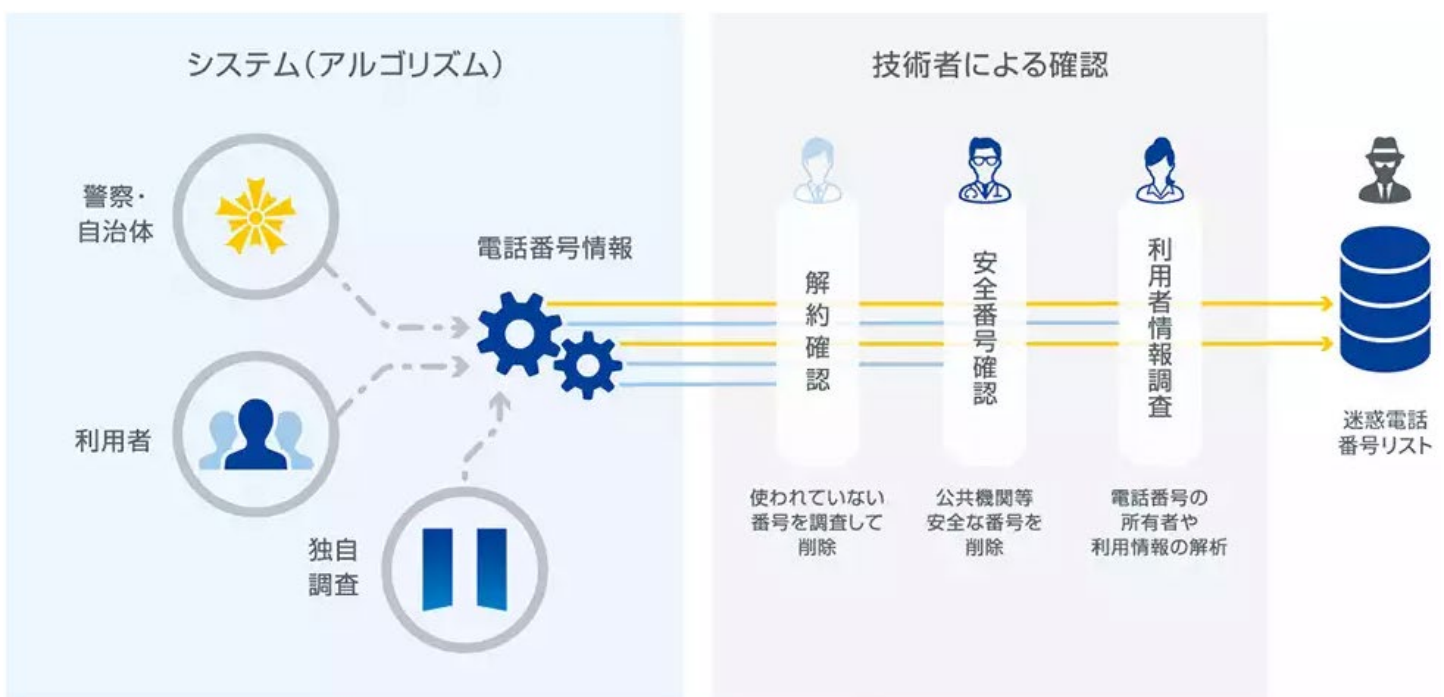 システム(アルゴリズム)
技術者による確認
警察・
自治体
電話番号情報
利用者
独自
調査
解約確認
安全番号確認
利用者情報調査
使われていない
番号を調査して
削除
公共機関等
安全な番号を
削除
電話番号の
所有者や
利用情報の解析
迷惑電話
番号リスト